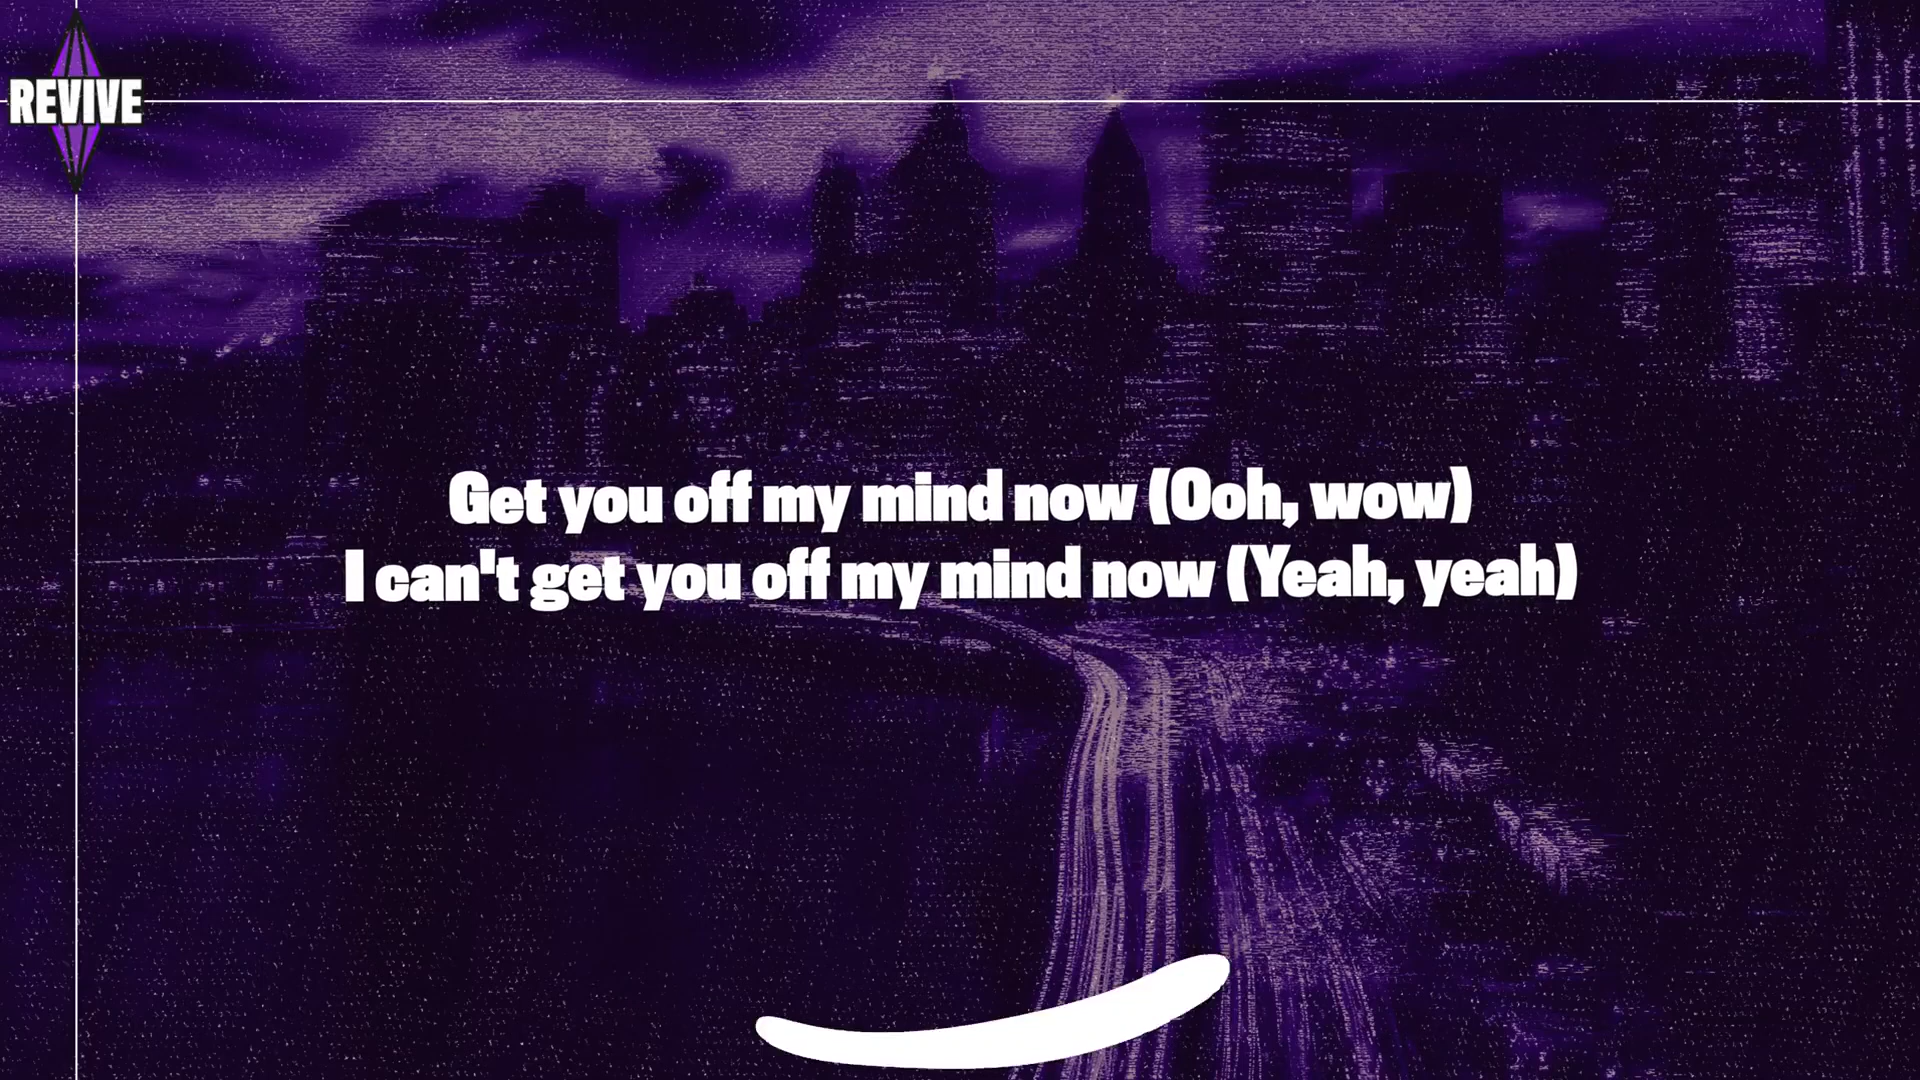 REVIVE
Get you off my mind now (Ooh, wow)
I can't get you off my mind now (Yeah, yeah)